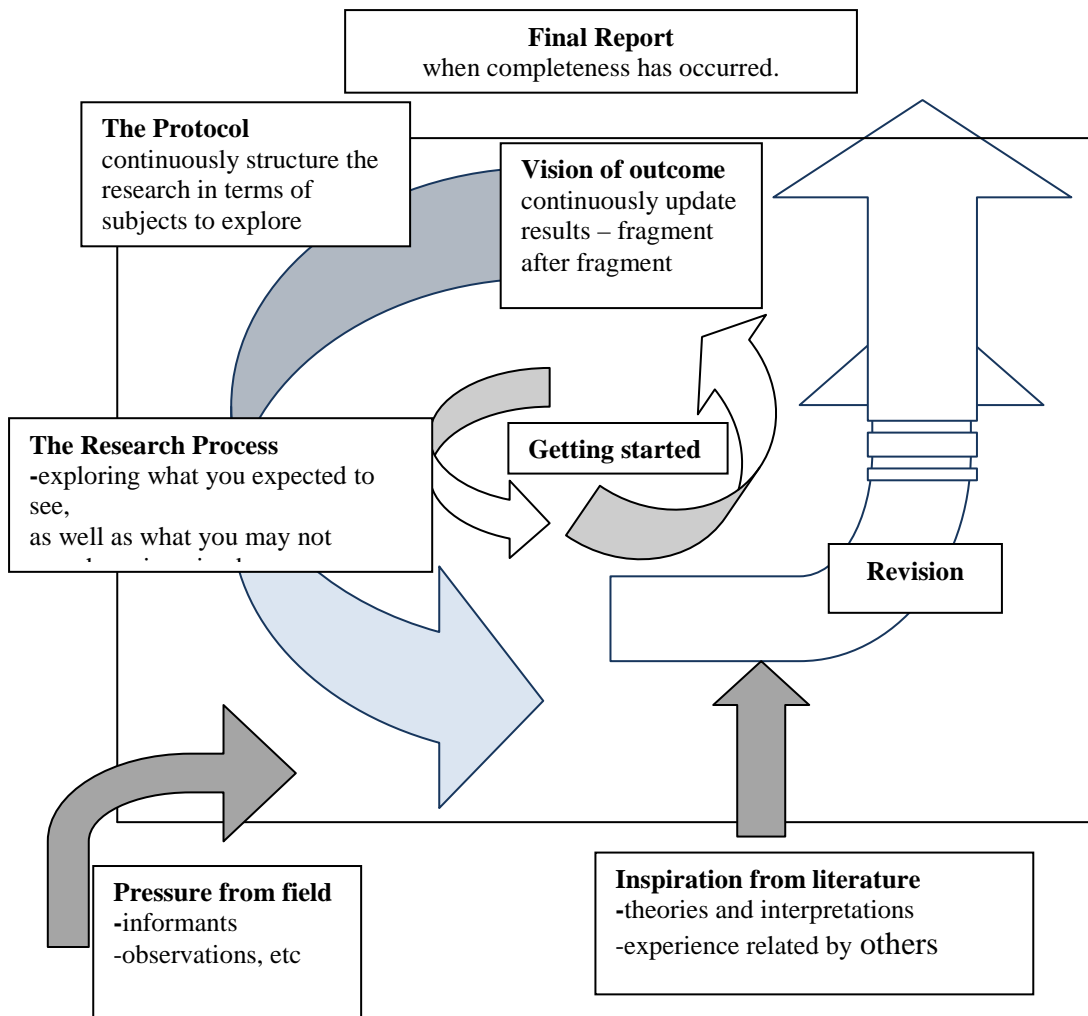 Final Report
when completeness has occurred.
The Protocol
continuously structure the
research in terms of
subjects to explore
Vision of outcome
continuously update
results – fragment
after fragment
Getting started
The Research Process
-exploring what you expected to
see,
as well as what you may not
Revision
Pressure from field
-informants
-observations, etc
Inspiration from literature
-theories and interpretations
-experience related by others